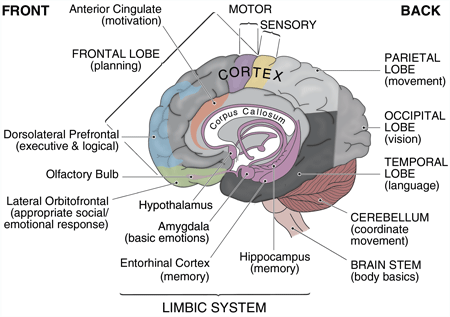 FRONT
BACK
Anterior Cingulate
(motivation)
MOTOR
SENSORY
FRONTAL LOBE
(planning)
CORTEX
PARIETAL
LOBE
(movement)
Corpus Callosum
Dorsolateral Prefrontal
(executive & logical)
OCCIPITAL
LOBE
(vision)
Olfactory Bulb
TEMPORAL
LOBE
(language)
Lateral Orbitofrontal
(appropriate social/
emotional response)
Hypothalamus
Amygdala
(basic emotions)
CEREBELLUM
(coordinate
movement)
Entorhinal Cortex
(memory)
Hippocampus
(memory)
BRAIN STEM
(body basics)
LIMBIC SYSTEM